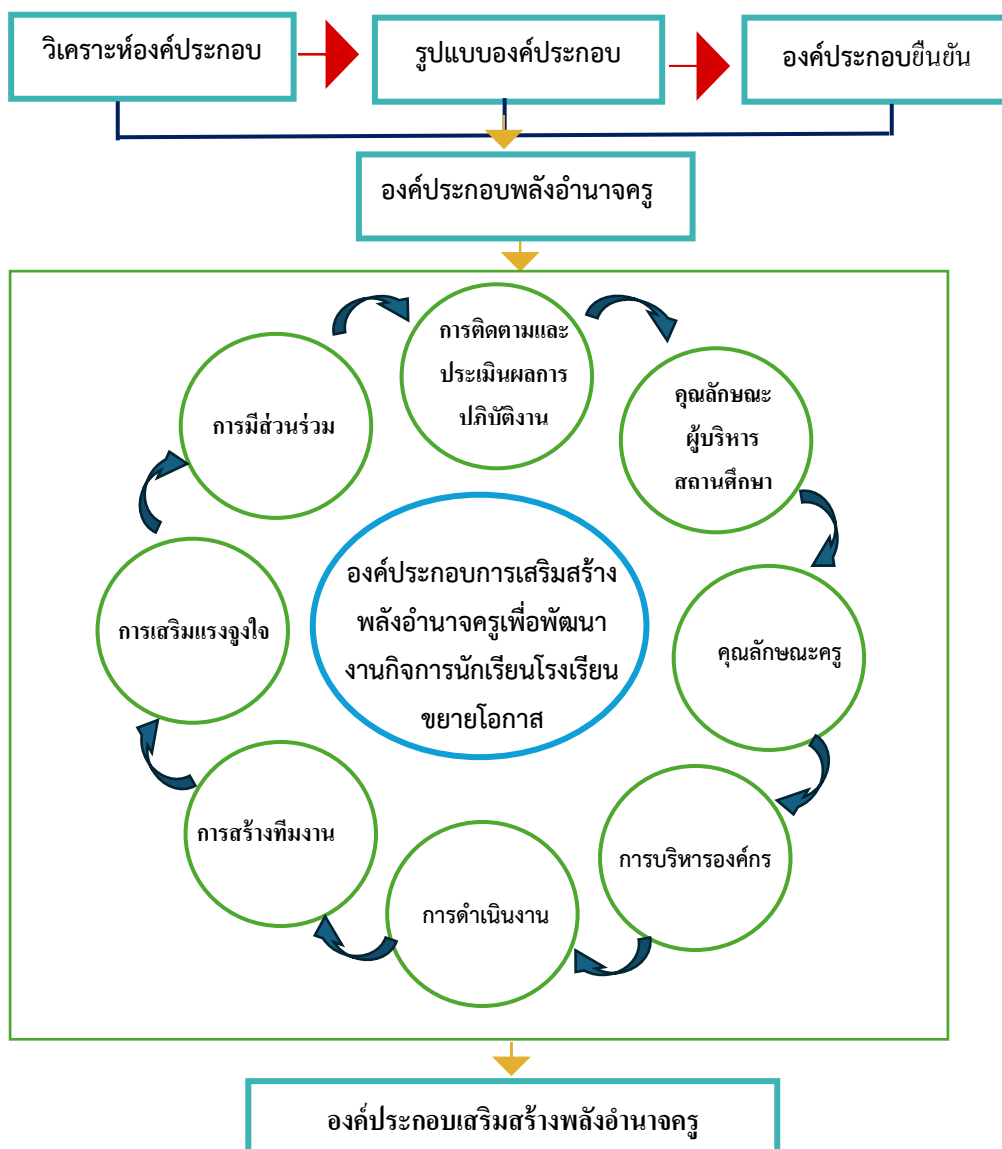 วิเคราะห์องค์ประกอบ
รูปแบบองค์ประกอบ
องค์ประกอบยืนยัน
องค์ประกอบพลังอำนาจครู
การติดตามและ
ประเมินผลการ
ปภิบัติงาน
คุณลักษณะ
ผู้บริหาร
สถานศึกษา
คุณลักษณะครู
การบริหารองค์กร
การดำเนินงาน
การสร้างทีมงาน
การเสริมแรงจูงใจ
การมีส่วนร่วม
องค์ประกอบการเสริมสร้าง
พลังอำนาจครูเพื่อพัฒนา
งานกิจการนักเรียนโรงเรียน
ขยายโอกาส
องค์ประกอบเสริมสร้างพลังอำนาจครู